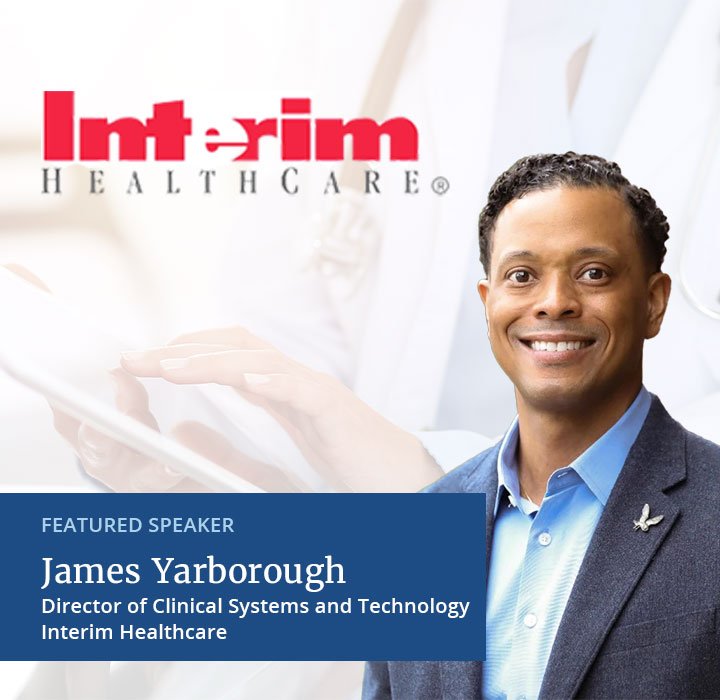 Interim
HEALTHCARE®
FEATURED SPEAKER
James Yarborough
Director of Clinical Systems and Technology
Interim Healthcare